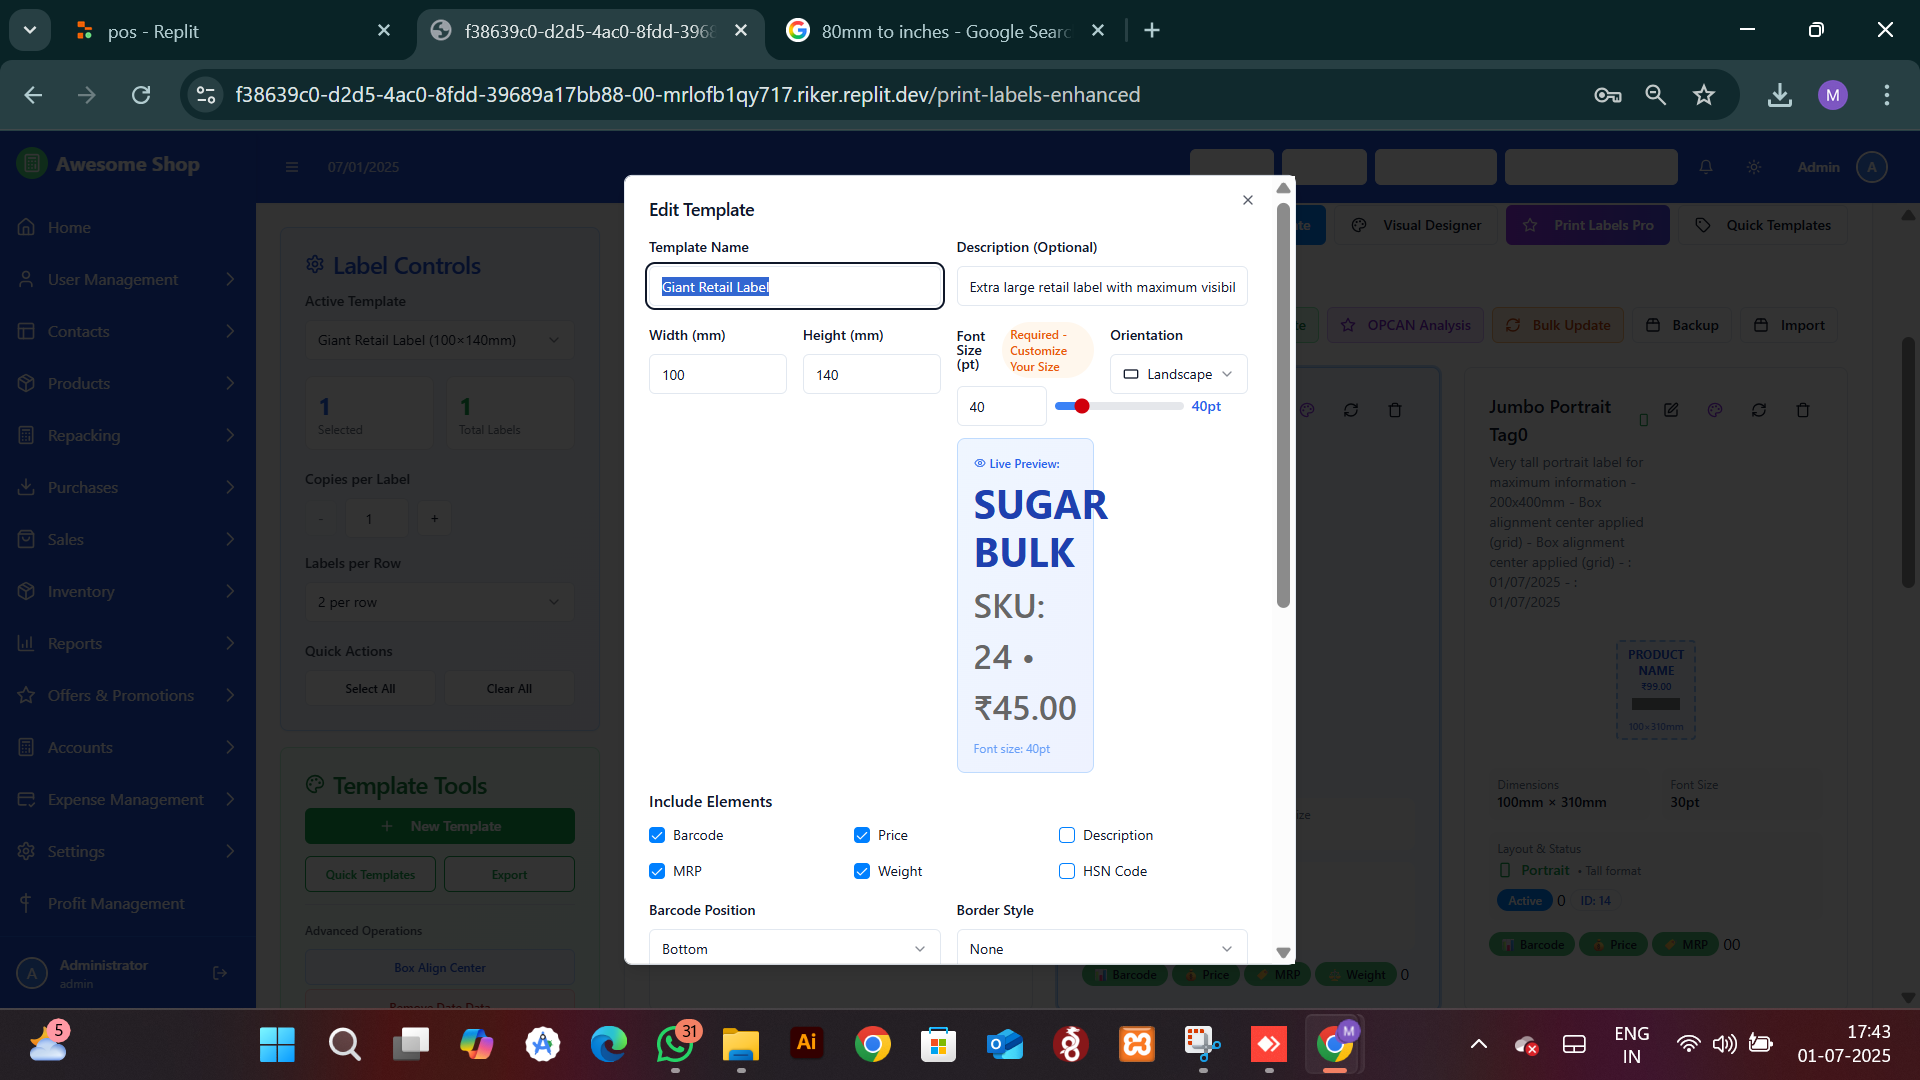 pos - Replit
f38639c0-d2d5-4ac0-8fdd-3968
80mm to inches - Google Searc
f38639c0-d2d5-4ac0-8fdd-39689a17bb88-00-mrlofb1qy717.riker.replit.dev/print-labels-enhanced
M
Awesome Shop
07/01/2025
Admin
A
Home
User Management
Contacts
Products
Repacking
Purchases
Sales
Inventory
Reports
Offers & Promotions
Accounts
Expense Management
Settings
Profit Management
A
Administrator
admin
Label Controls
Active Template
Giant Retail Label (100×140mm)
1
Selected
1
Total Labels
Copies per Label
-
1
+
Labels per Row
2 per row
Quick Actions
Select All
Clear All
Template Tools
+ New Template
Quick Templates
Export
Advanced Operations
Box Align Center
Remove Date Data
Visual Designer
Print Labels Pro
Quick Templates
OPCAN Analysis
Bulk Update
Backup
Import
Edit Template
Template Name
Giant Retail Label
Description (Optional)
Extra large retail label with maximum visibil
Width (mm)
100
Height (mm)
140
Font
Size
(pt)
Required -
Customize
Your Size
40
40pt
Orientation
Landscape
Live Preview:
SUGAR
BULK
SKU:
24 •
₹45.00
Font size: 40pt
Include Elements
Barcode
Price
Description
MRP
Weight
HSN Code
Barcode Position
Bottom
Border Style
None
Barcode
Price
MRP
Weight
0
Jumbo Portrait
Tag0
Very tall portrait label for
maximum information -
200x400mm - Box
alignment center applied
(grid) - Box alignment
center applied (grid) - :
01/07/2025 - :
01/07/2025
PRODUCT
NAME
₹99.00
100×310mm
Dimensions
100mm × 310mm
Font Size
30pt
Layout & Status
Portrait
• Tall format
Active
0
ID: 14
Barcode
Price
MRP
00
5
31
Ai
M
ENG
IN
17:43
01-07-2025